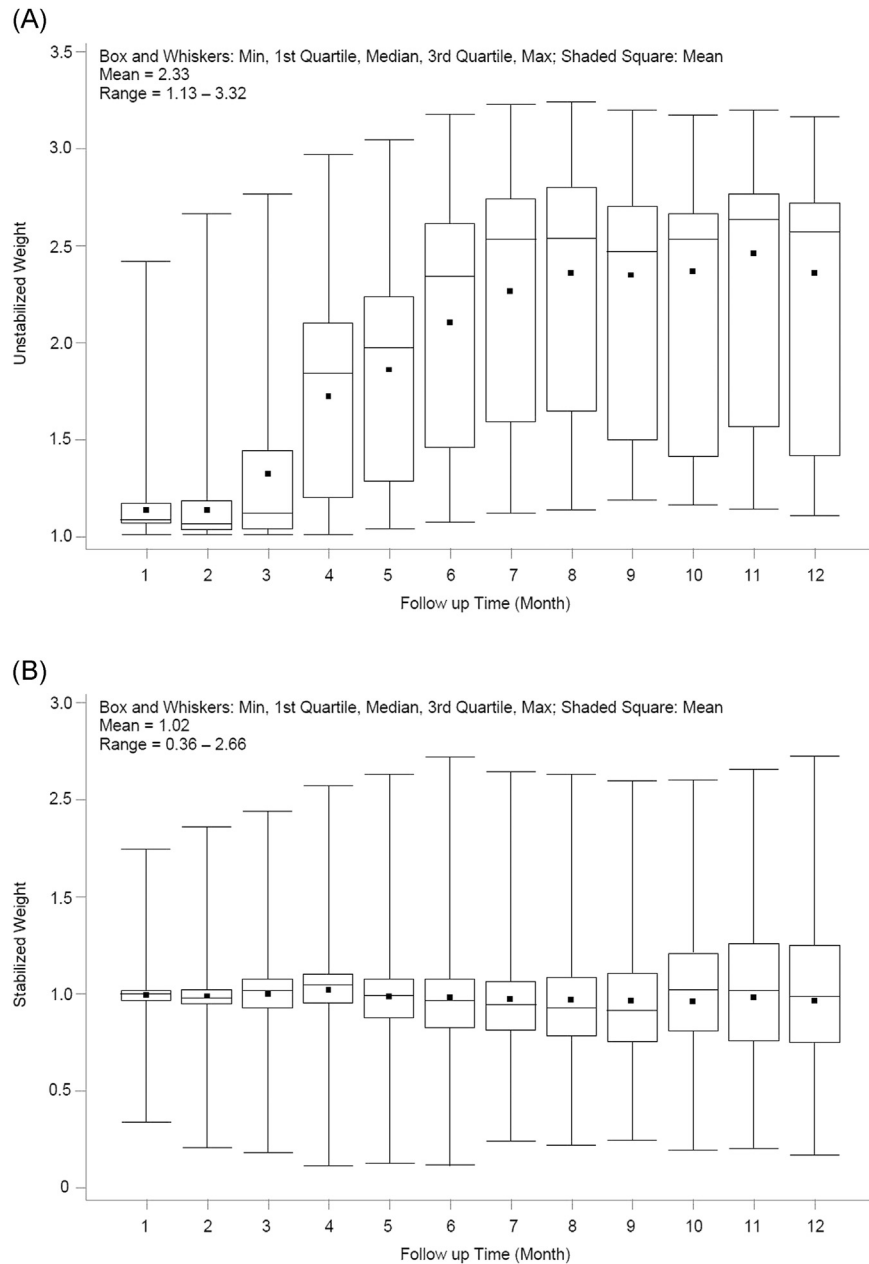 (A)
Box and Whiskers: Min, 1st Quartile, Median, 3rd Quartile, Max; Shaded Square: Mean
Mean = 2.33
Range = 1.13 – 3.32
3.5
3.0
2.5
2.0
1.5
1.0
Unstabilized Weight
1 2 3 4 5 6 7 8 9 10 11 12
Follow up Time (Month)
(B)
Box and Whiskers: Min, 1st Quartile, Median, 3rd Quartile, Max; Shaded Square: Mean
Mean = 1.02
Range = 0.36 – 2.66
3.0
2.5
1.5
1.0
0.5
0
Stabilized Weight
1 2 3 4 5 6 7 8 9 10 11 12
Follow up Time (Month)